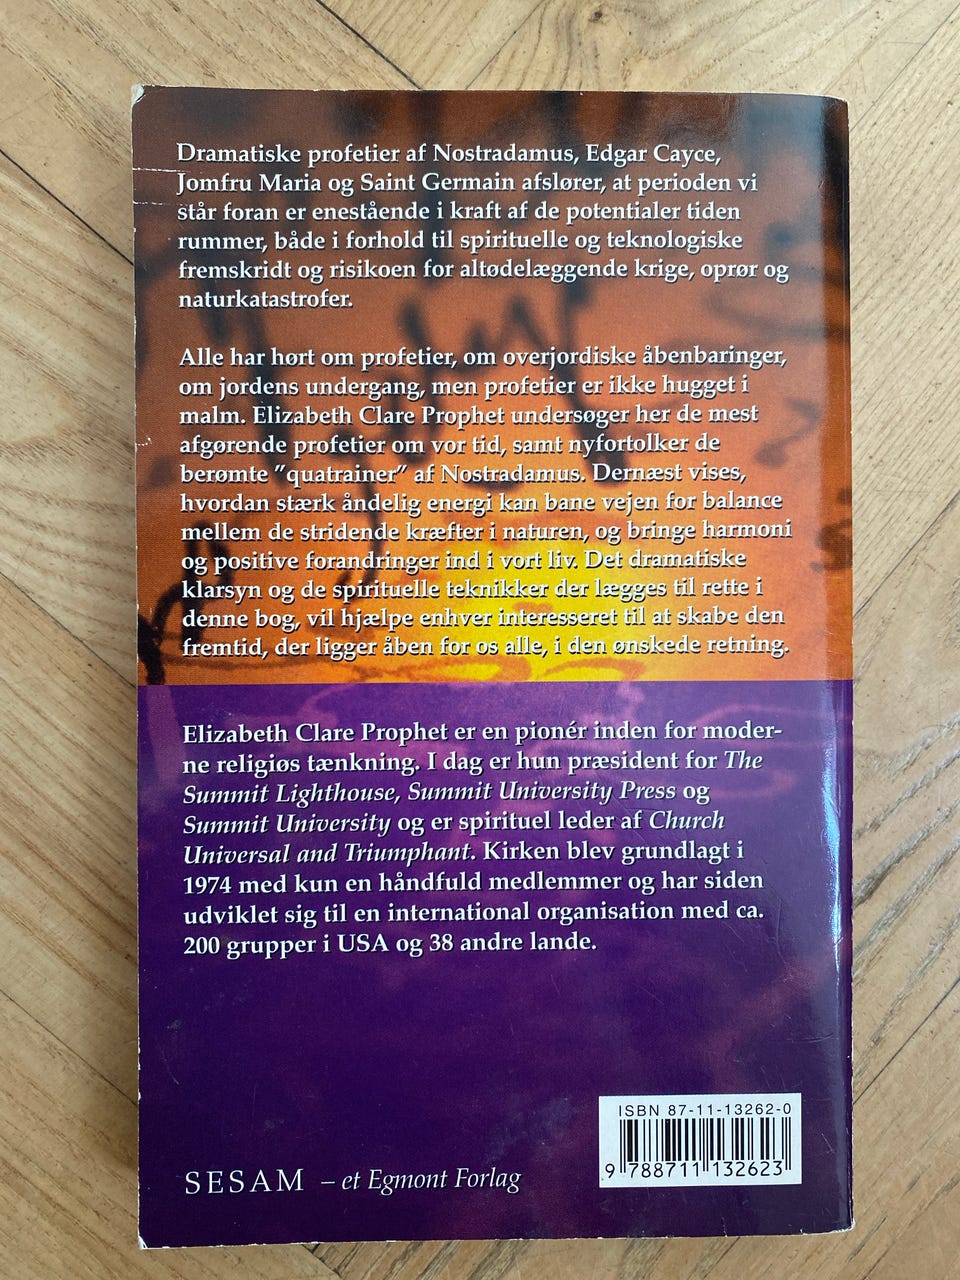 Dramatiske profetier af Nostradamus, Edgar Cayce,
Jomfru Maria og Saint Germain afslører, at perioden vi
står foran er enestående i kraft af de potentialer tiden
rummer, både i forhold til spirituelle og teknologiske
fremskridt og risikoen for altødelæggende krige, oprør og
naturkatastrofer.
Alle har hørt om profetier, om overjordiske åbenbaringer,
om jordens undergang, men profetier er ikke hugget i
malm. Elizabeth Clare Prophet undersøger her de mest
afgørende profetier om vor tid, samt nyfortolker de
berømte ”quatrainer” af Nostradamus. Dernæst vises,
hvordan stærk åndelig energi kan bane vejen for balance
mellem de stridende kræfter i naturen, og bringe harmoni
og positive forandringer ind i vort liv. Det dramatiske
klarsyn og de spirituelle teknikker der lægges til rette i
denne bog, vil hjælpe enhver interesseret til at skabe den
fremtid, der ligger åben for os alle, i den ønskede retning.
Elizabeth Clare Prophet er en pionér inden for moder-
ne religiøs tænkning. I dag er hun præsident for The
Summit Lighthouse, Summit University Press og
Summit University og er spirituel leder af Church
Universal and Triumphant. Kirken blev grundlagt i
1974 med kun en håndfuld medlemmer og har siden
udviklet sig til en international organisation med ca.
200 grupper i USA og 38 andre lande.
ISBN 87-11-13262-0
9 788711 132623
SESAM – et Egmont Forlag